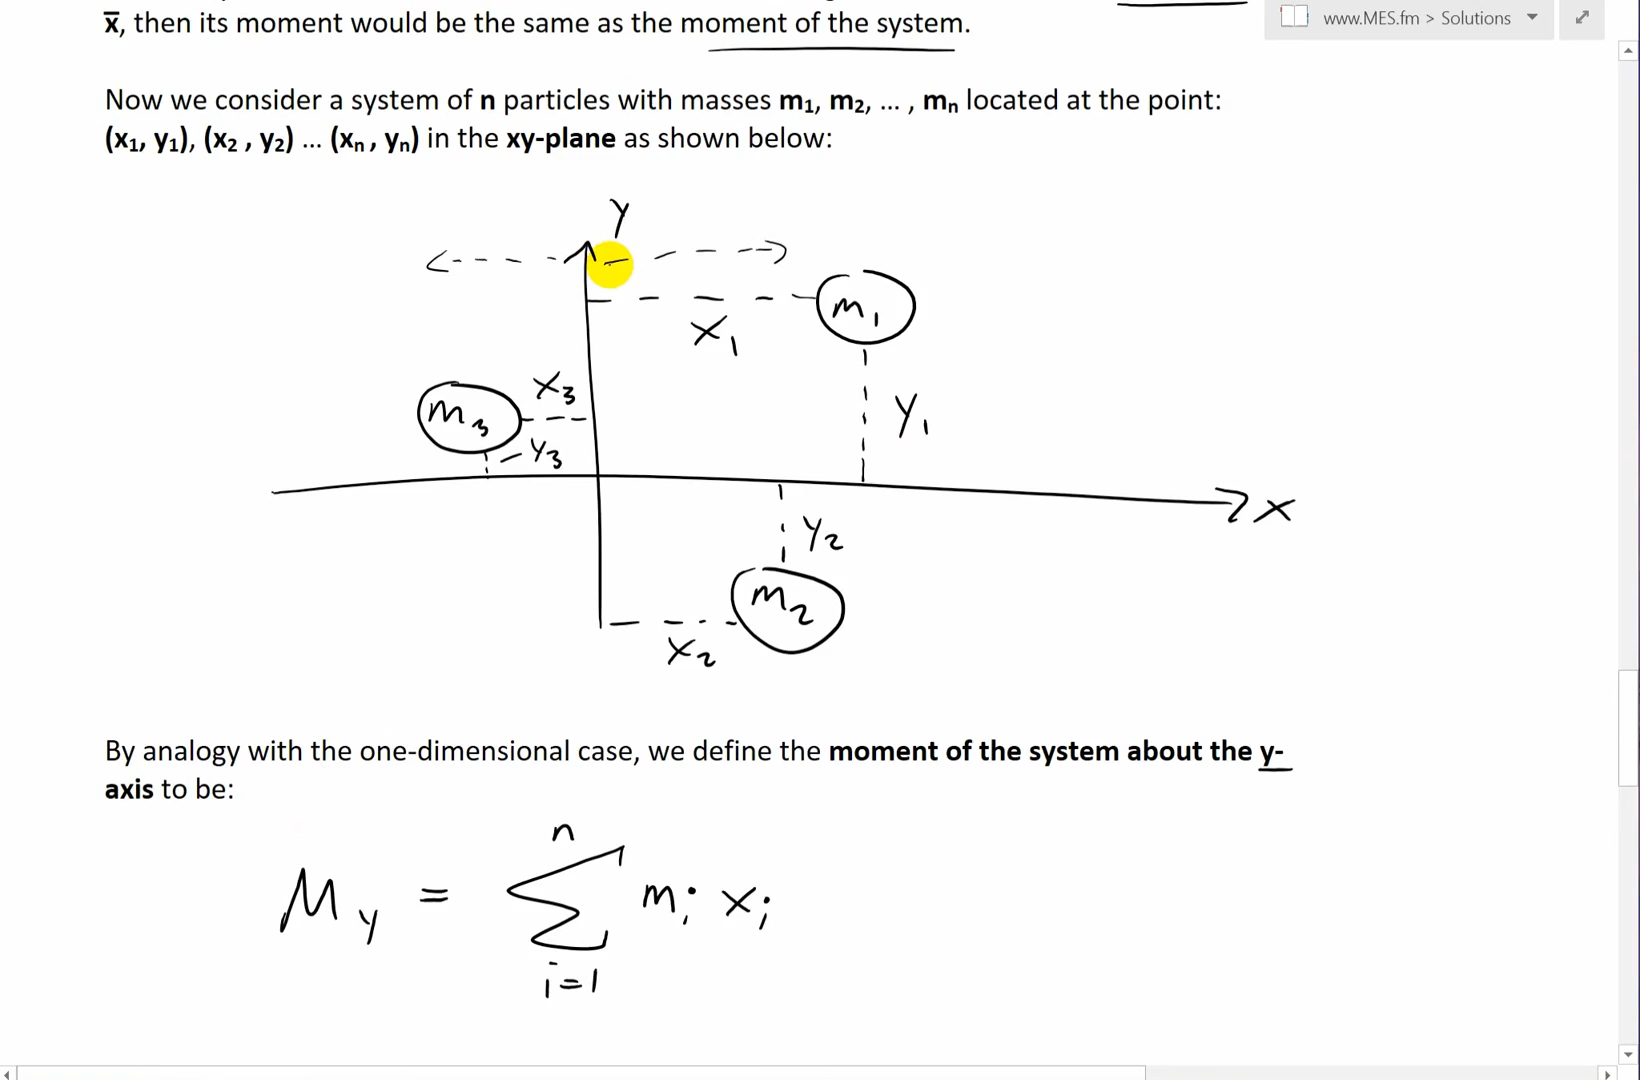 x̅, then its moment would be the same as the moment of the system.
www.MES.fm > Solutions
Now we consider a system of n particles with masses m₁, m₂, ... , mₙ located at the point:
(x₁, y₁), (x₂ , y₂) ... (xₙ , yₙ) in the xy-plane as shown below:
Y
m₁
X₁
X₃
m₃
Y₁
Y₃
X
Y₂
m₂
X₂
By analogy with the one-dimensional case, we define the moment of the system about the y-
axis to be:
n
M_y = Σ mᵢ xᵢ
i=1